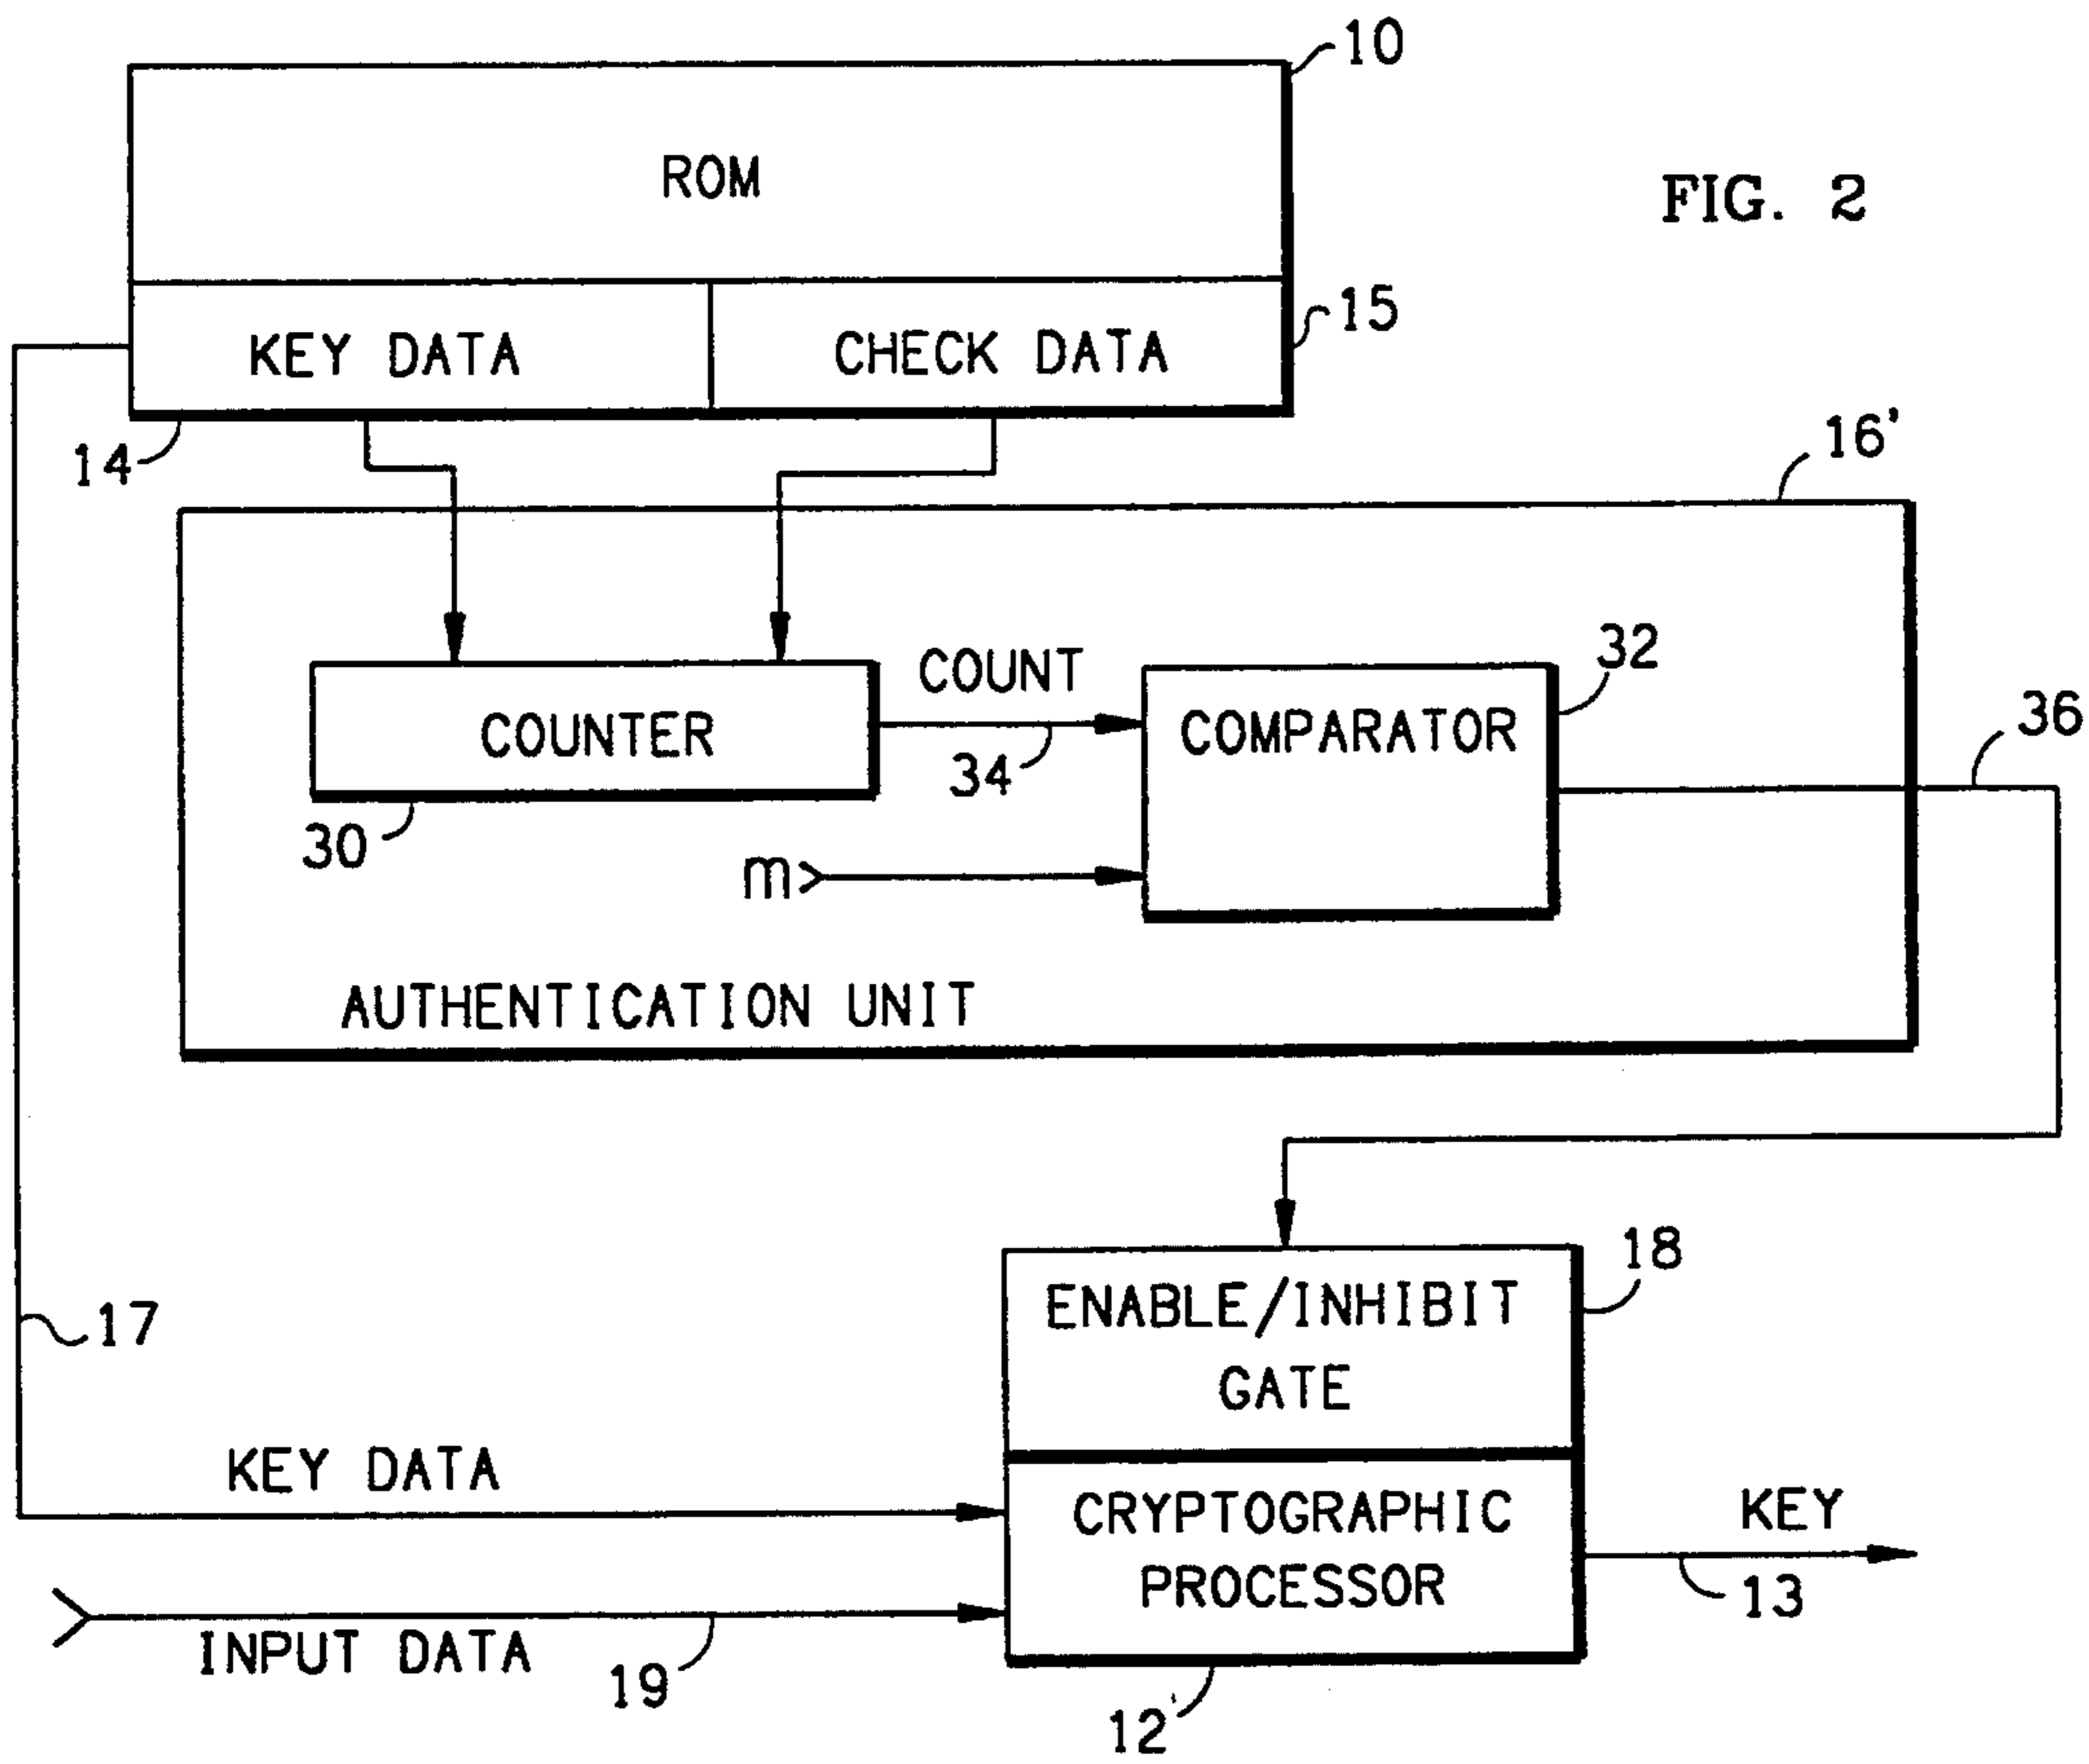 10
ROM
FIG. 2
15
KEY DATA
CHECK DATA
14
16'
32
COUNT
36
COUNTER
COMPARATOR
34
30
m
AUTHENTICATION UNIT
18
ENABLE/INHIBIT
GATE
17
KEY DATA
CRYPTOGRAPHIC
PROCESSOR
KEY
13
INPUT DATA
19
12'